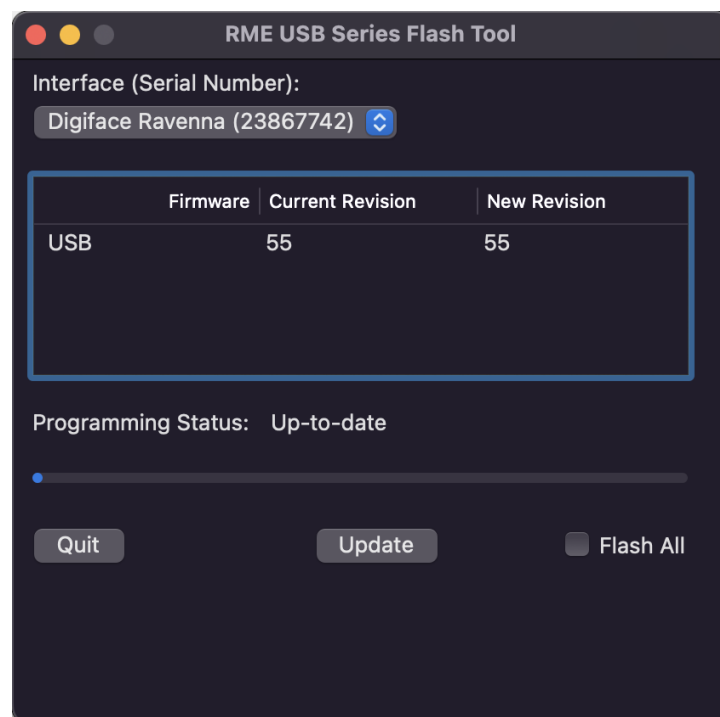 RME USB Series Flash Tool
Interface (Serial Number):
Digiface Ravenna (23867742)
Firmware Current Revision New Revision
USB 55 55
Programming Status: Up-to-date
Quit Update Flash All